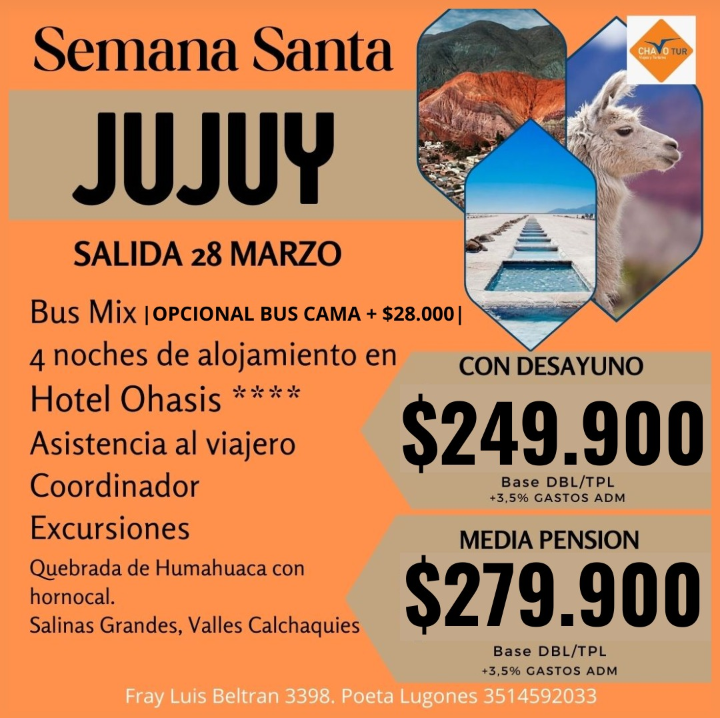 Semana Santa
CHAVO TUR
JUJUY
SALIDA 28 MARZO
Bus Mix |OPCIONAL BUS CAMA + $28.000|
4 noches de alojamiento en
Hotel Ohasis ****
Asistencia al viajero
Coordinador
Excursiones
Quebrada de Humahuaca con
hornocal.
Salinas Grandes, Valles Calchaquies
CON DESAYUNO
$249.900
Base DBL/TPL
+3,5% GASTOS ADM
MEDIA PENSION
$279.900
Base DBL/TPL
+3,5% GASTOS ADM
Fray Luis Beltran 3398. Poeta Lugones 3514592033